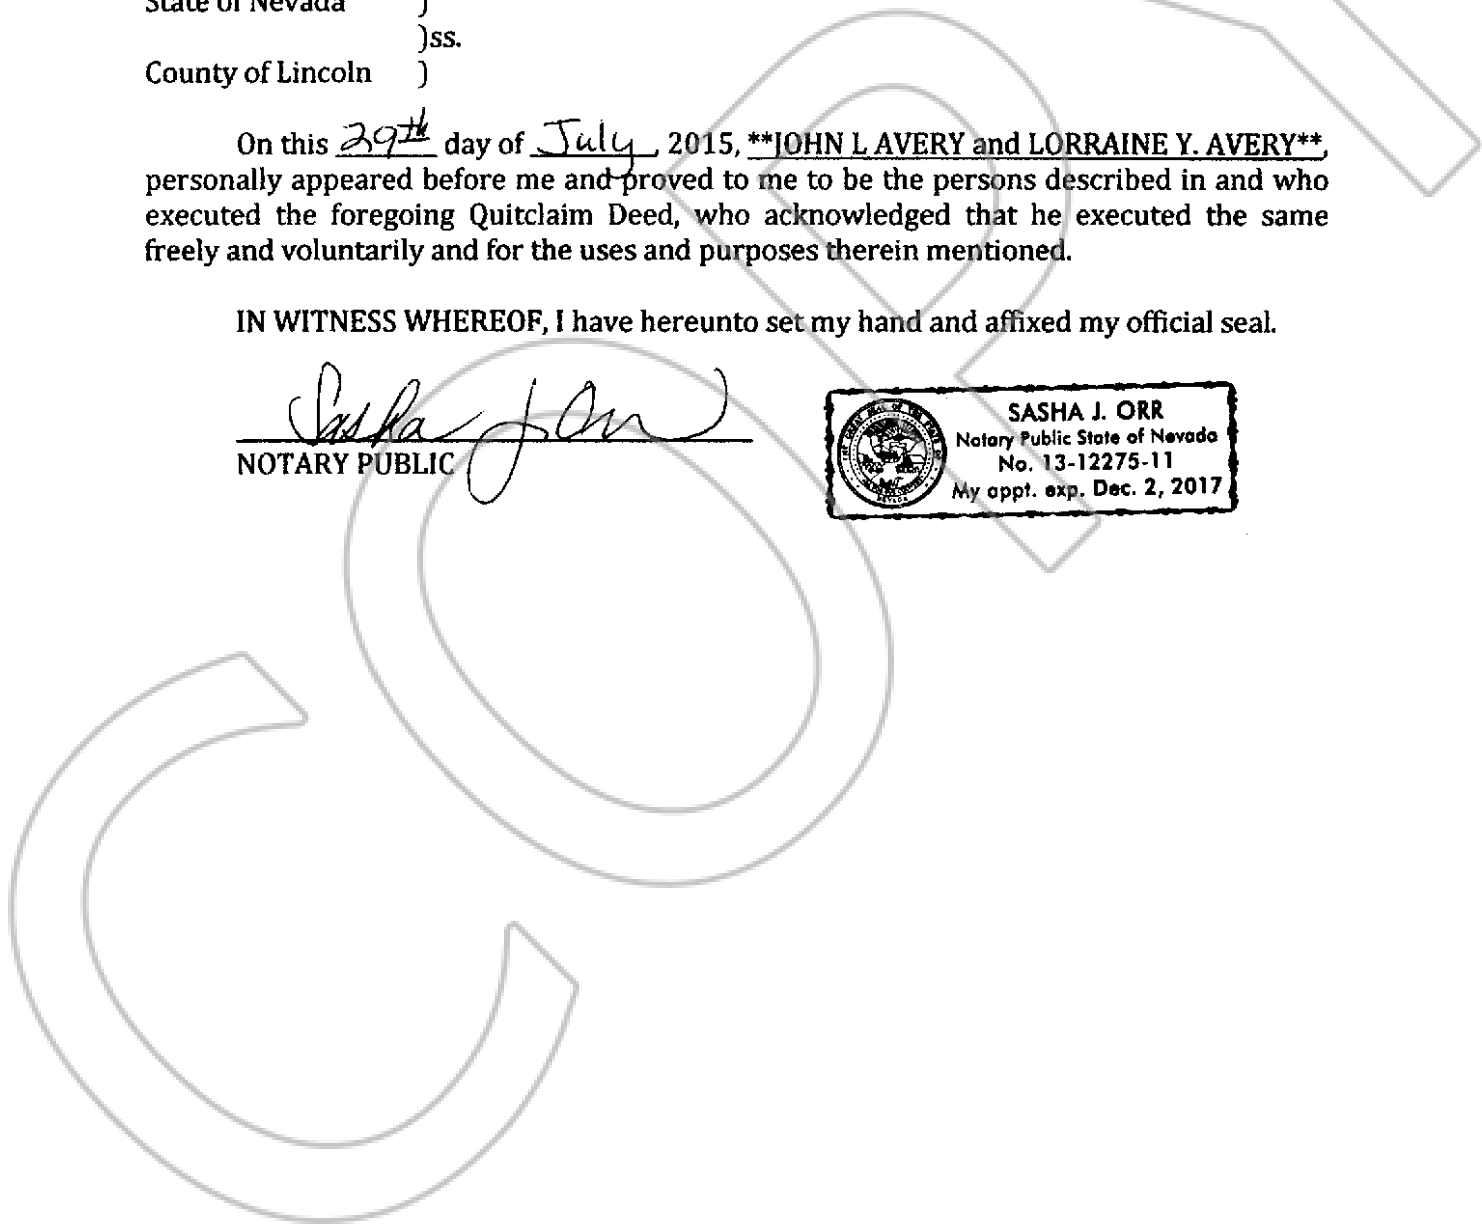 State of Nevada )
)ss.
County of Lincoln )
On this 29th day of July, 2015, **JOHN L AVERY and LORRAINE Y. AVERY**,
personally appeared before me and proved to me to be the persons described in and who
executed the foregoing Quitclaim Deed, who acknowledged that he executed the same
freely and voluntarily and for the uses and purposes therein mentioned.
IN WITNESS WHEREOF, I have hereunto set my hand and affixed my official seal.
Sasha J Orr
NOTARY PUBLIC
SASHA J. ORR
Notary Public State of Nevada
No. 13-12275-11
My appt. exp. Dec. 2, 2017
COPY